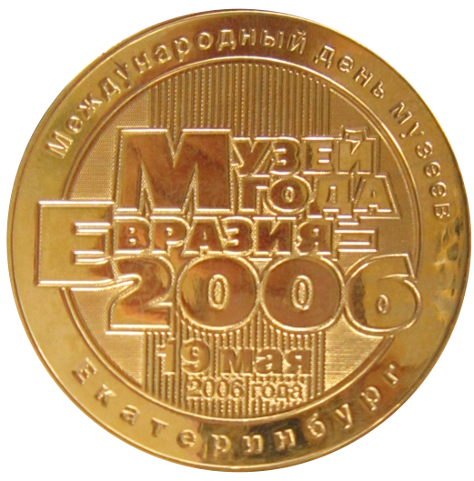 Международный день музеев
Музей
года
Евразия
2006
19 мая
2006 года
Екатеринбург